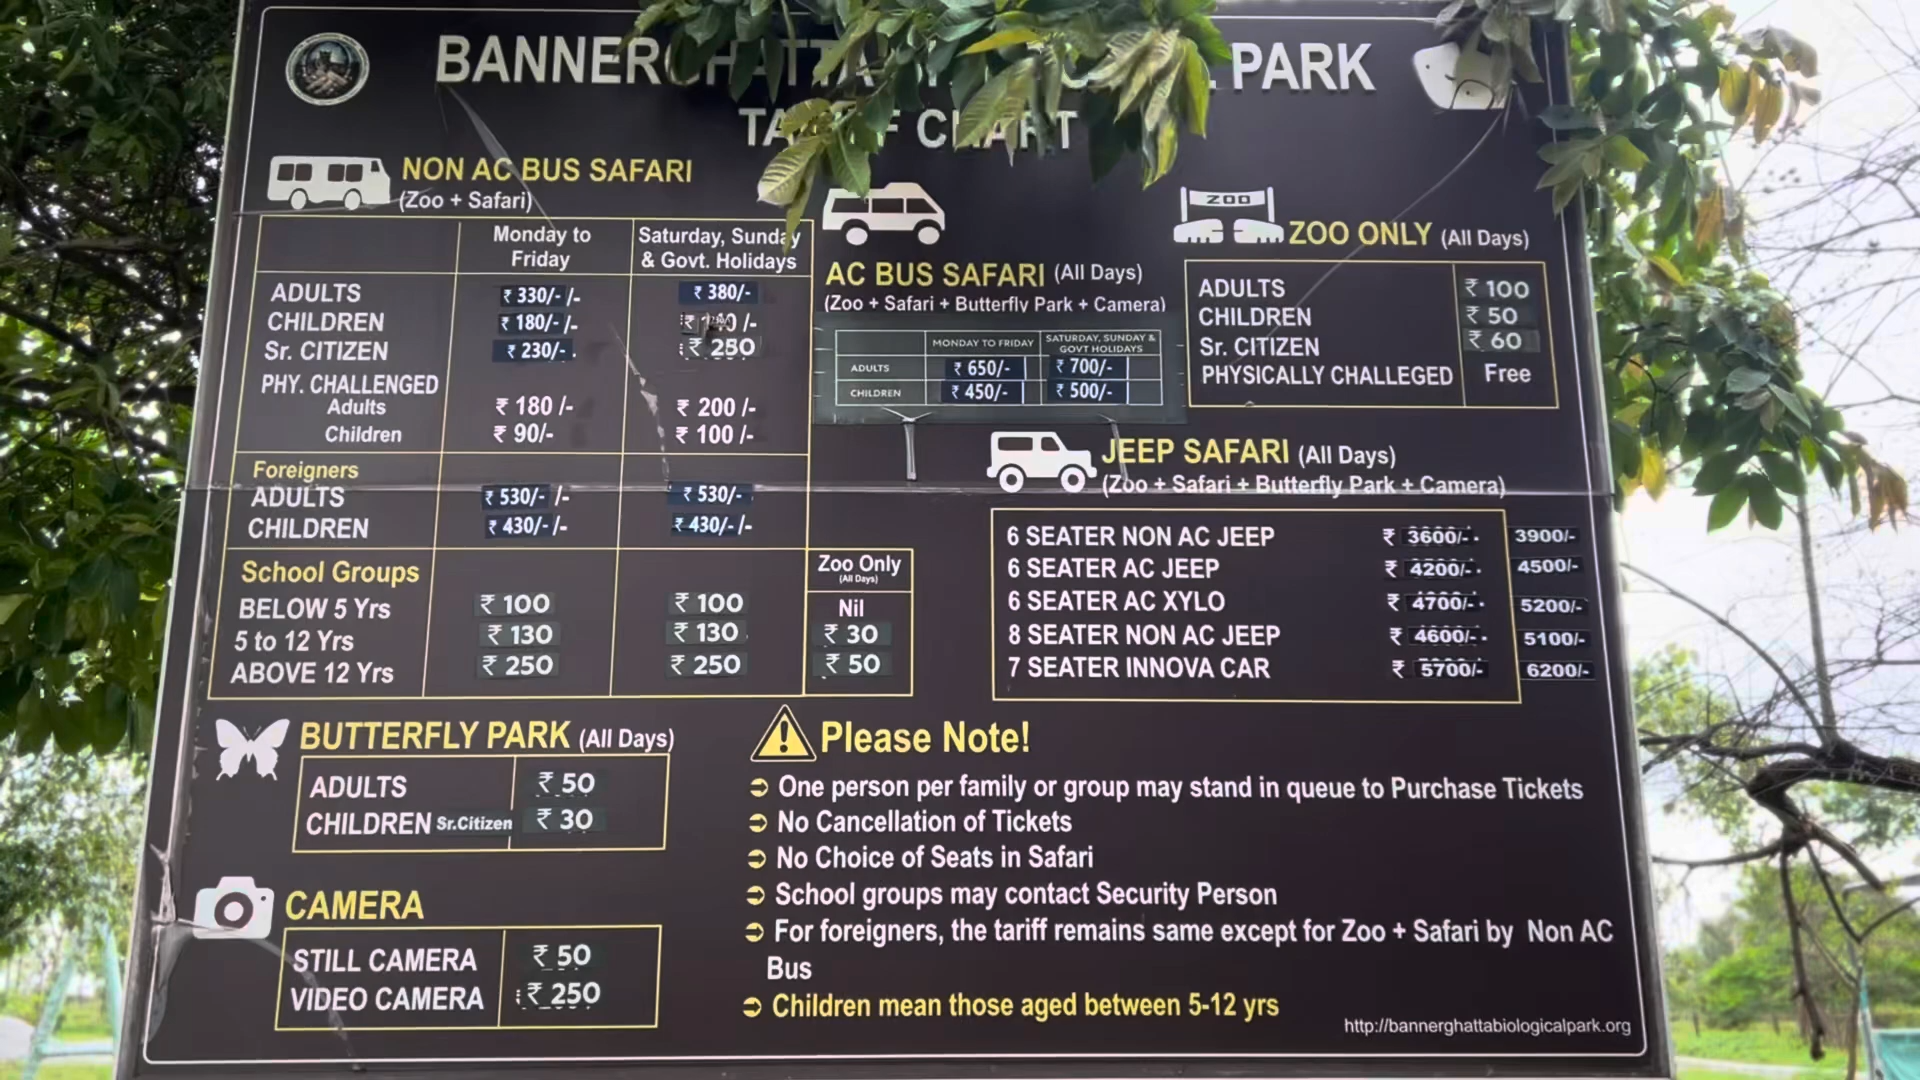 BANNERGHATTA PARK
CHART
NON AC BUS SAFARI
(Zoo + Safari)
Monday to Friday Saturday, Sunday & Govt. Holidays
ADULTS ₹ 330/- /- ₹ 380/-
CHILDREN ₹ 180/- /- ₹ /-
Sr. CITIZEN ₹ 230/- ₹ 250
PHY. CHALLENGED
Adults ₹ 180 /- ₹ 200 /-
Children ₹ 90/- ₹ 100 /-
Foreigners
ADULTS ₹ 530/- /- ₹ 530/-
CHILDREN ₹ 430/- /- ₹ 430/- /-
Zoo Only
(All Days)
School Groups
BELOW 5 Yrs ₹ 100 ₹ 100 Nil
5 to 12 Yrs ₹ 130 ₹ 130 ₹ 30
ABOVE 12 Yrs ₹ 250 ₹ 250 ₹ 50
AC BUS SAFARI (All Days)
(Zoo + Safari + Butterfly Park + Camera)
MONDAY TO FRIDAY SATURDAY, SUNDAY & GOVT HOLIDAYS
ADULTS ₹ 650/- ₹ 700/-
CHILDREN ₹ 450/- ₹ 500/-
ZOO
ZOO ONLY (All Days)
ADULTS ₹ 100
CHILDREN ₹ 50
Sr. CITIZEN ₹ 60
PHYSICALLY CHALLEGED Free
JEEP SAFARI (All Days)
(Zoo + Safari + Butterfly Park + Camera)
6 SEATER NON AC JEEP ₹ 3600/- 3900/-
6 SEATER AC JEEP ₹ 4200/- 4500/-
6 SEATER AC XYLO ₹ 4700/- 5200/-
8 SEATER NON AC JEEP ₹ 4600/- 5100/-
7 SEATER INNOVA CAR ₹ 5700/- 6200/-
BUTTERFLY PARK (All Days)
ADULTS ₹ 50
CHILDREN Sr.Citizen ₹ 30
CAMERA
STILL CAMERA ₹ 50
VIDEO CAMERA ₹ 250
Please Note!
One person per family or group may stand in queue to Purchase Tickets
No Cancellation of Tickets
No Choice of Seats in Safari
School groups may contact Security Person
For foreigners, the tariff remains same except for Zoo + Safari by Non AC
Bus
Children mean those aged between 5-12 yrs
http://bannerghattabiologicalpark.org